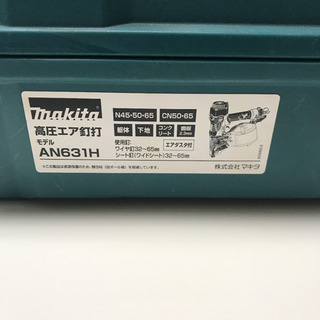 makita
高圧エア釘打
モデル
AN631H
N45·50·65
CN50·65
躯体
下地
コンクリート
鋼板
2.3mm
使用釘:
ワイヤ釘32〜65mm
シート釘(ワイドシート)32〜65mm
エアダスタ付
株式会社マキタ